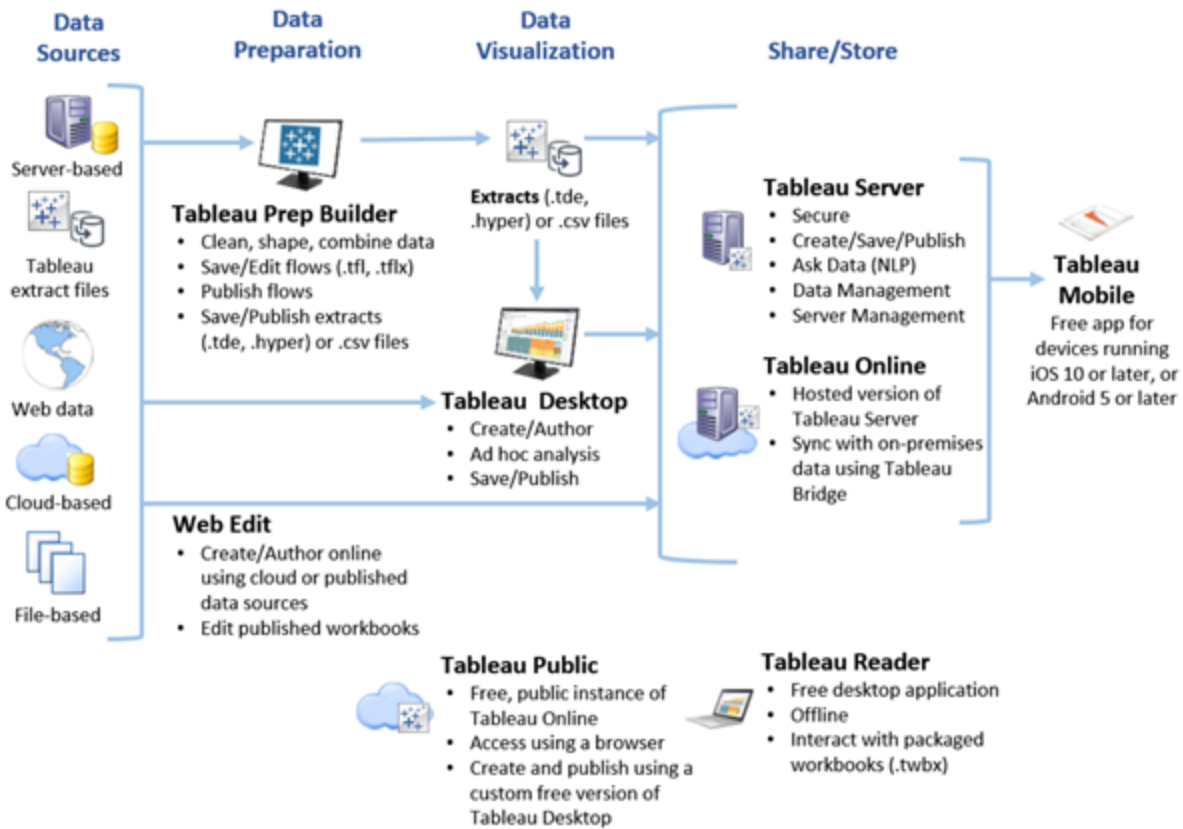 Data
Sources
Data
Preparation
Data
Visualization
Share/Store
Server-based
Tableau
extract files
Web data
Cloud-based
File-based
Tableau Prep Builder
• Clean, shape, combine data
• Save/Edit flows (.tfl, .tflx)
• Publish flows
• Save/Publish extracts
(.tde, .hyper) or .csv files
Extracts (.tde,
.hyper) or .csv files
Tableau Desktop
• Create/Author
• Ad hoc analysis
• Save/Publish
Web Edit
• Create/Author online
using cloud or published
data sources
• Edit published workbooks
Tableau Server
• Secure
• Create/Save/Publish
• Ask Data (NLP)
• Data Management
• Server Management
Tableau Online
• Hosted version of
Tableau Server
• Sync with on-premises
data using Tableau
Bridge
Tableau
Mobile
Free app for
devices running
iOS 10 or later, or
Android 5 or later
Tableau Public
• Free, public instance of
Tableau Online
• Access using a browser
• Create and publish using a
custom free version of
Tableau Desktop
Tableau Reader
• Free desktop application
• Offline
• Interact with packaged
workbooks (.twbx)